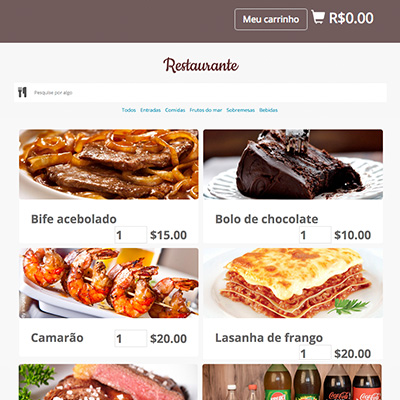 Meu carrinho R$0.00
Restaurante
Pesquise por algo
Todos Entradas Comidas Frutos do mar Sobremesas Bebidas
Bife acebolado
1 $15.00
Bolo de chocolate
1 $10.00
Camarão
1 $20.00
Lasanha de frango
1 $20.00
Coca-Cola
Coca-Cola